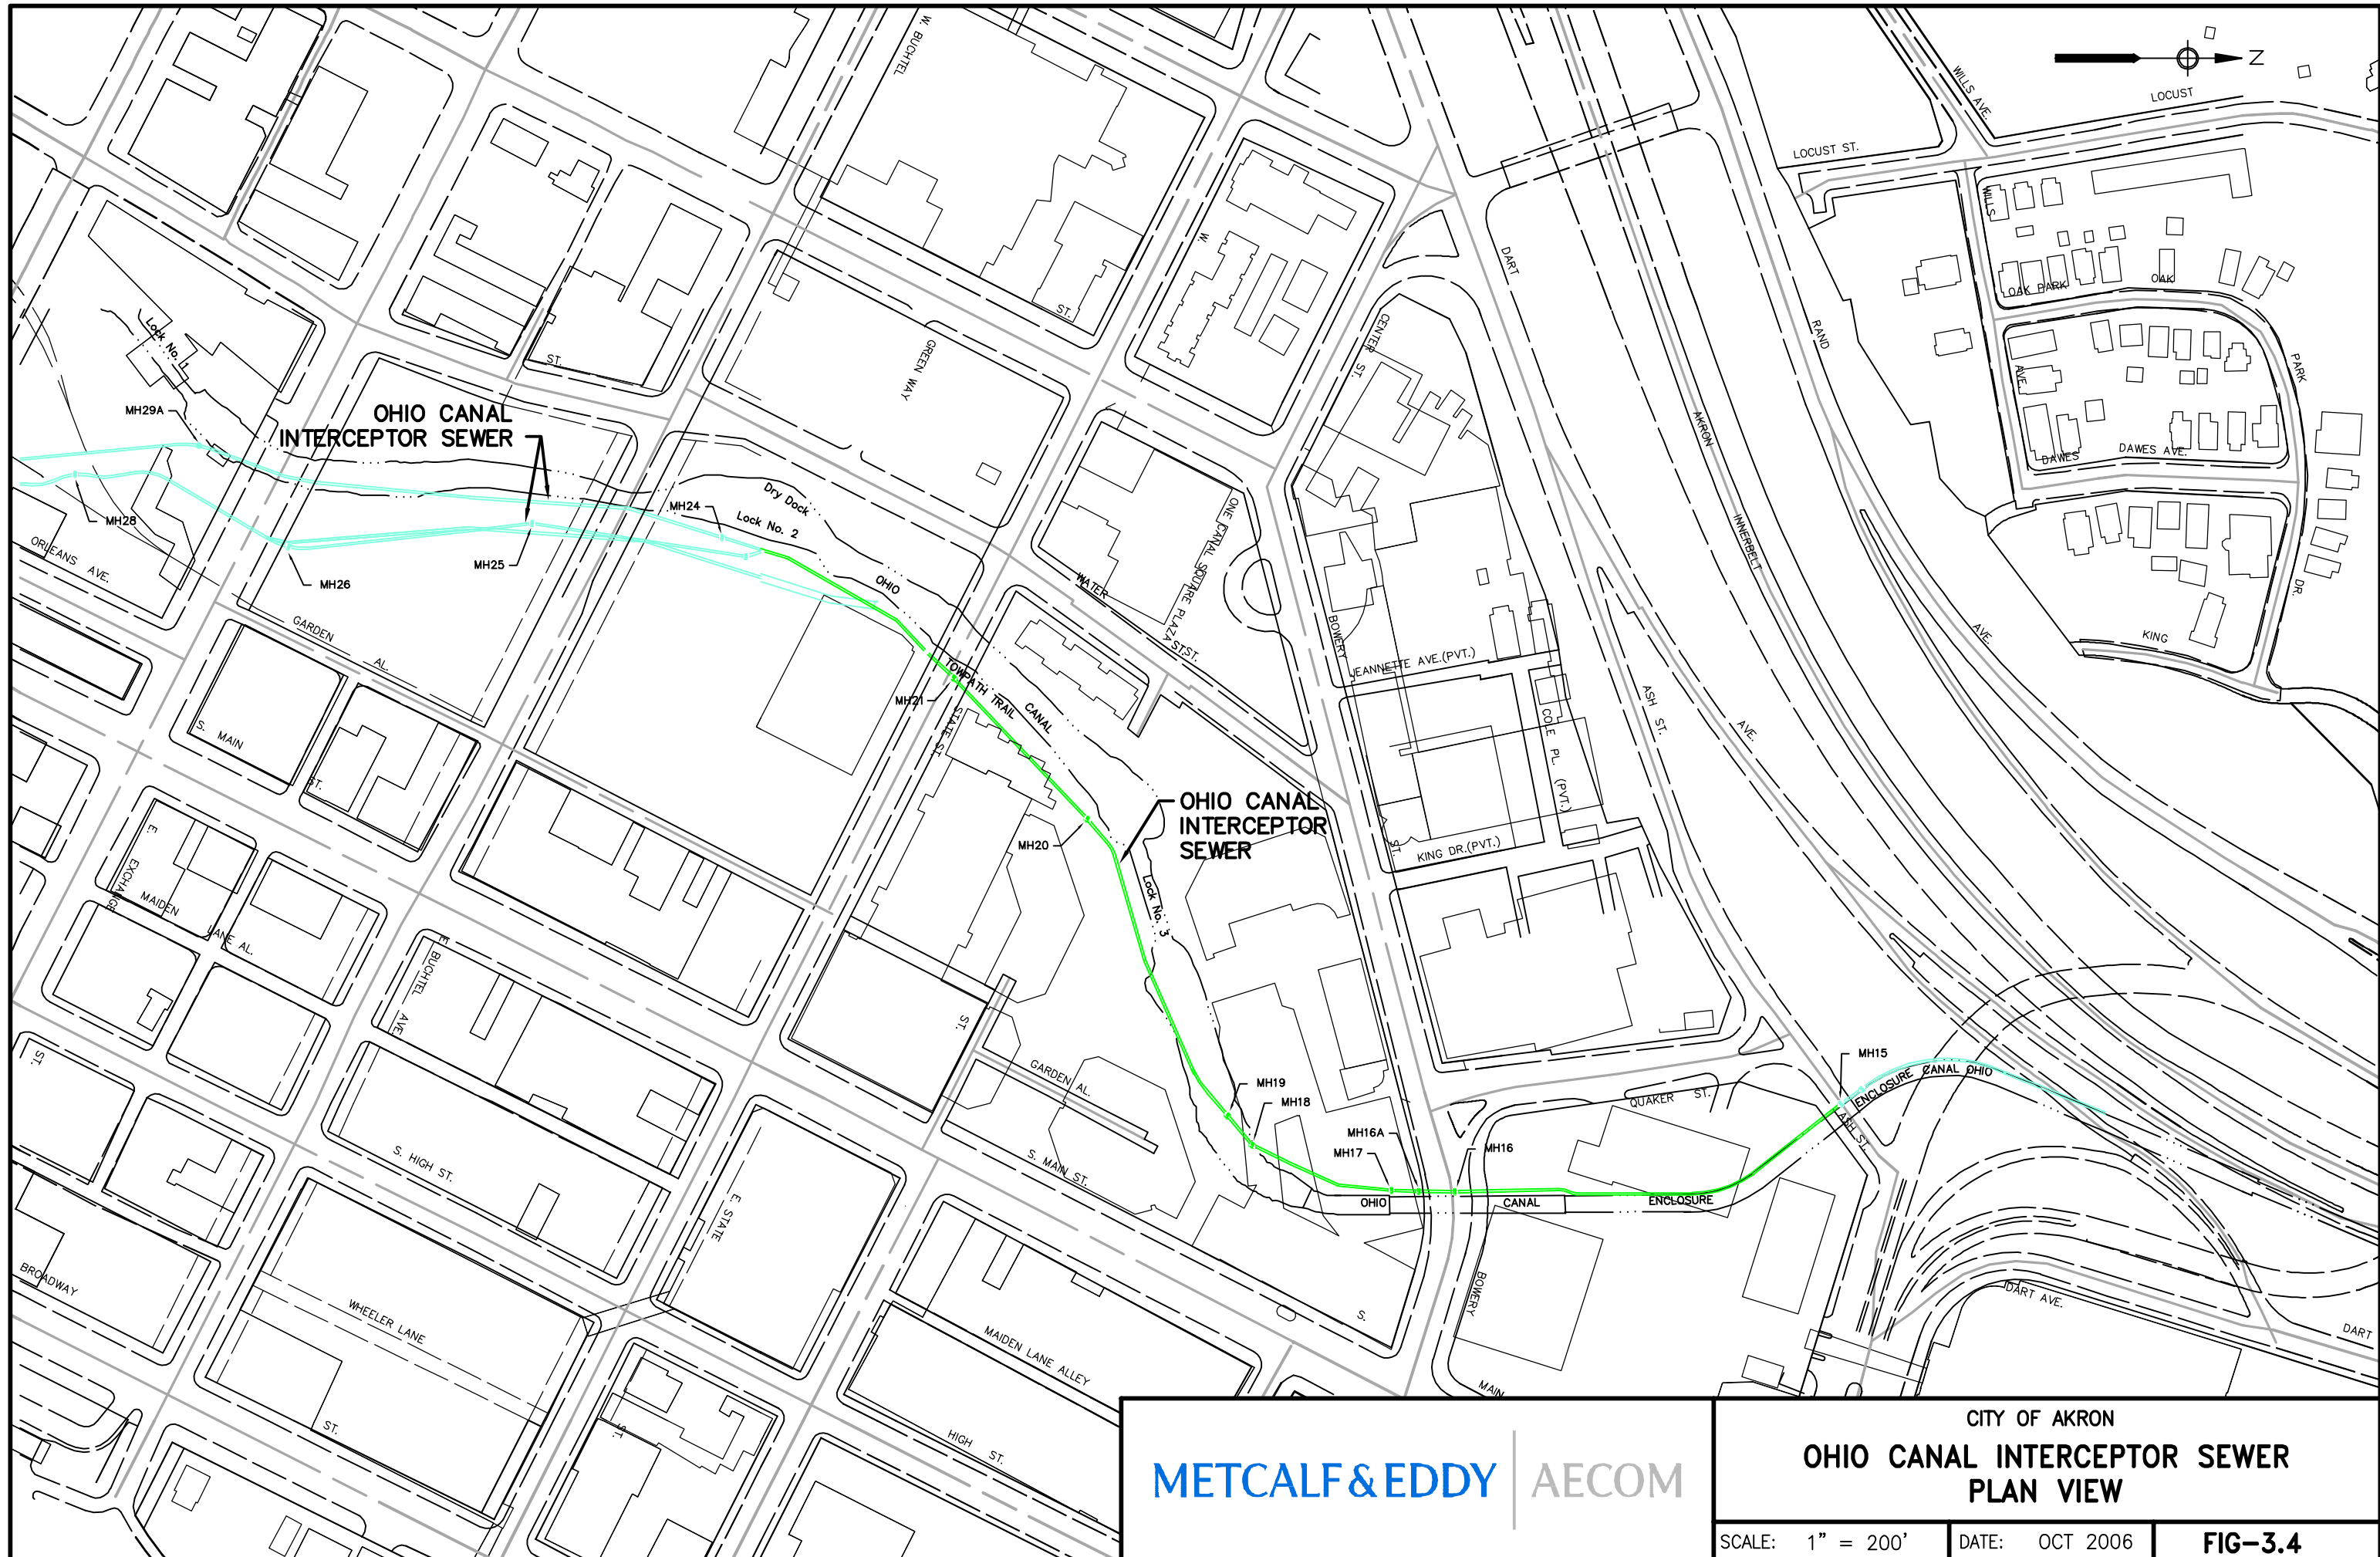 W. BUCHTEL
WILLS AVE.
Z
LOCUST
LOCUST ST.
WILLS
W.
DART
OAK PARK
OAK
ST.
CENTER
ST.
GREEN WAY
RAND
PARK
Lock No. 1
ST.
AVE.
MH29A
OHIO CANAL
INTERCEPTOR SEWER
AKRON
DAWES
DAWES AVE.
Dry Dock
MH24
Lock No. 2
ONE CANAL SQUARE PLAZA
ST.
MH28
INNERBELT
ORLEANS AVE.
MH25
MH26
OHIO
WATER
ST.
DR.
GARDEN
AL.
BOWERY
AVE.
KING
JEANNETTE AVE.(PVT.)
TOWPATH TRAIL
CANAL
MH21
STATE ST.
ASH ST.
COLE PL. (PVT.)
AVE.
S. MAIN
ST.
OHIO CANAL
INTERCEPTOR
SEWER
MH20
ST.
KING DR.(PVT.)
E.
EXCHANGE
MAIDEN
LANE AL.
Lock No. 3
E.
BUCHTEL
AVE.
ST.
ST.
GARDEN AL.
MH15
ENCLOSURE CANAL OHIO
MH19
MH18
QUAKER ST.
ASH ST.
MH16A
MH17
MH16
S. HIGH ST.
S. MAIN ST.
E. STATE
OHIO
CANAL
ENCLOSURE
BROADWAY
WHEELER LANE
BOWERY
DART AVE.
DART
S.
MAIDEN LANE ALLEY
MAIN
ST.
ST.
HIGH ST.
METCALF & EDDY
AECOM
CITY OF AKRON
OHIO CANAL INTERCEPTOR SEWER
PLAN VIEW
SCALE: 1" = 200'
DATE: OCT 2006
FIG-3.4